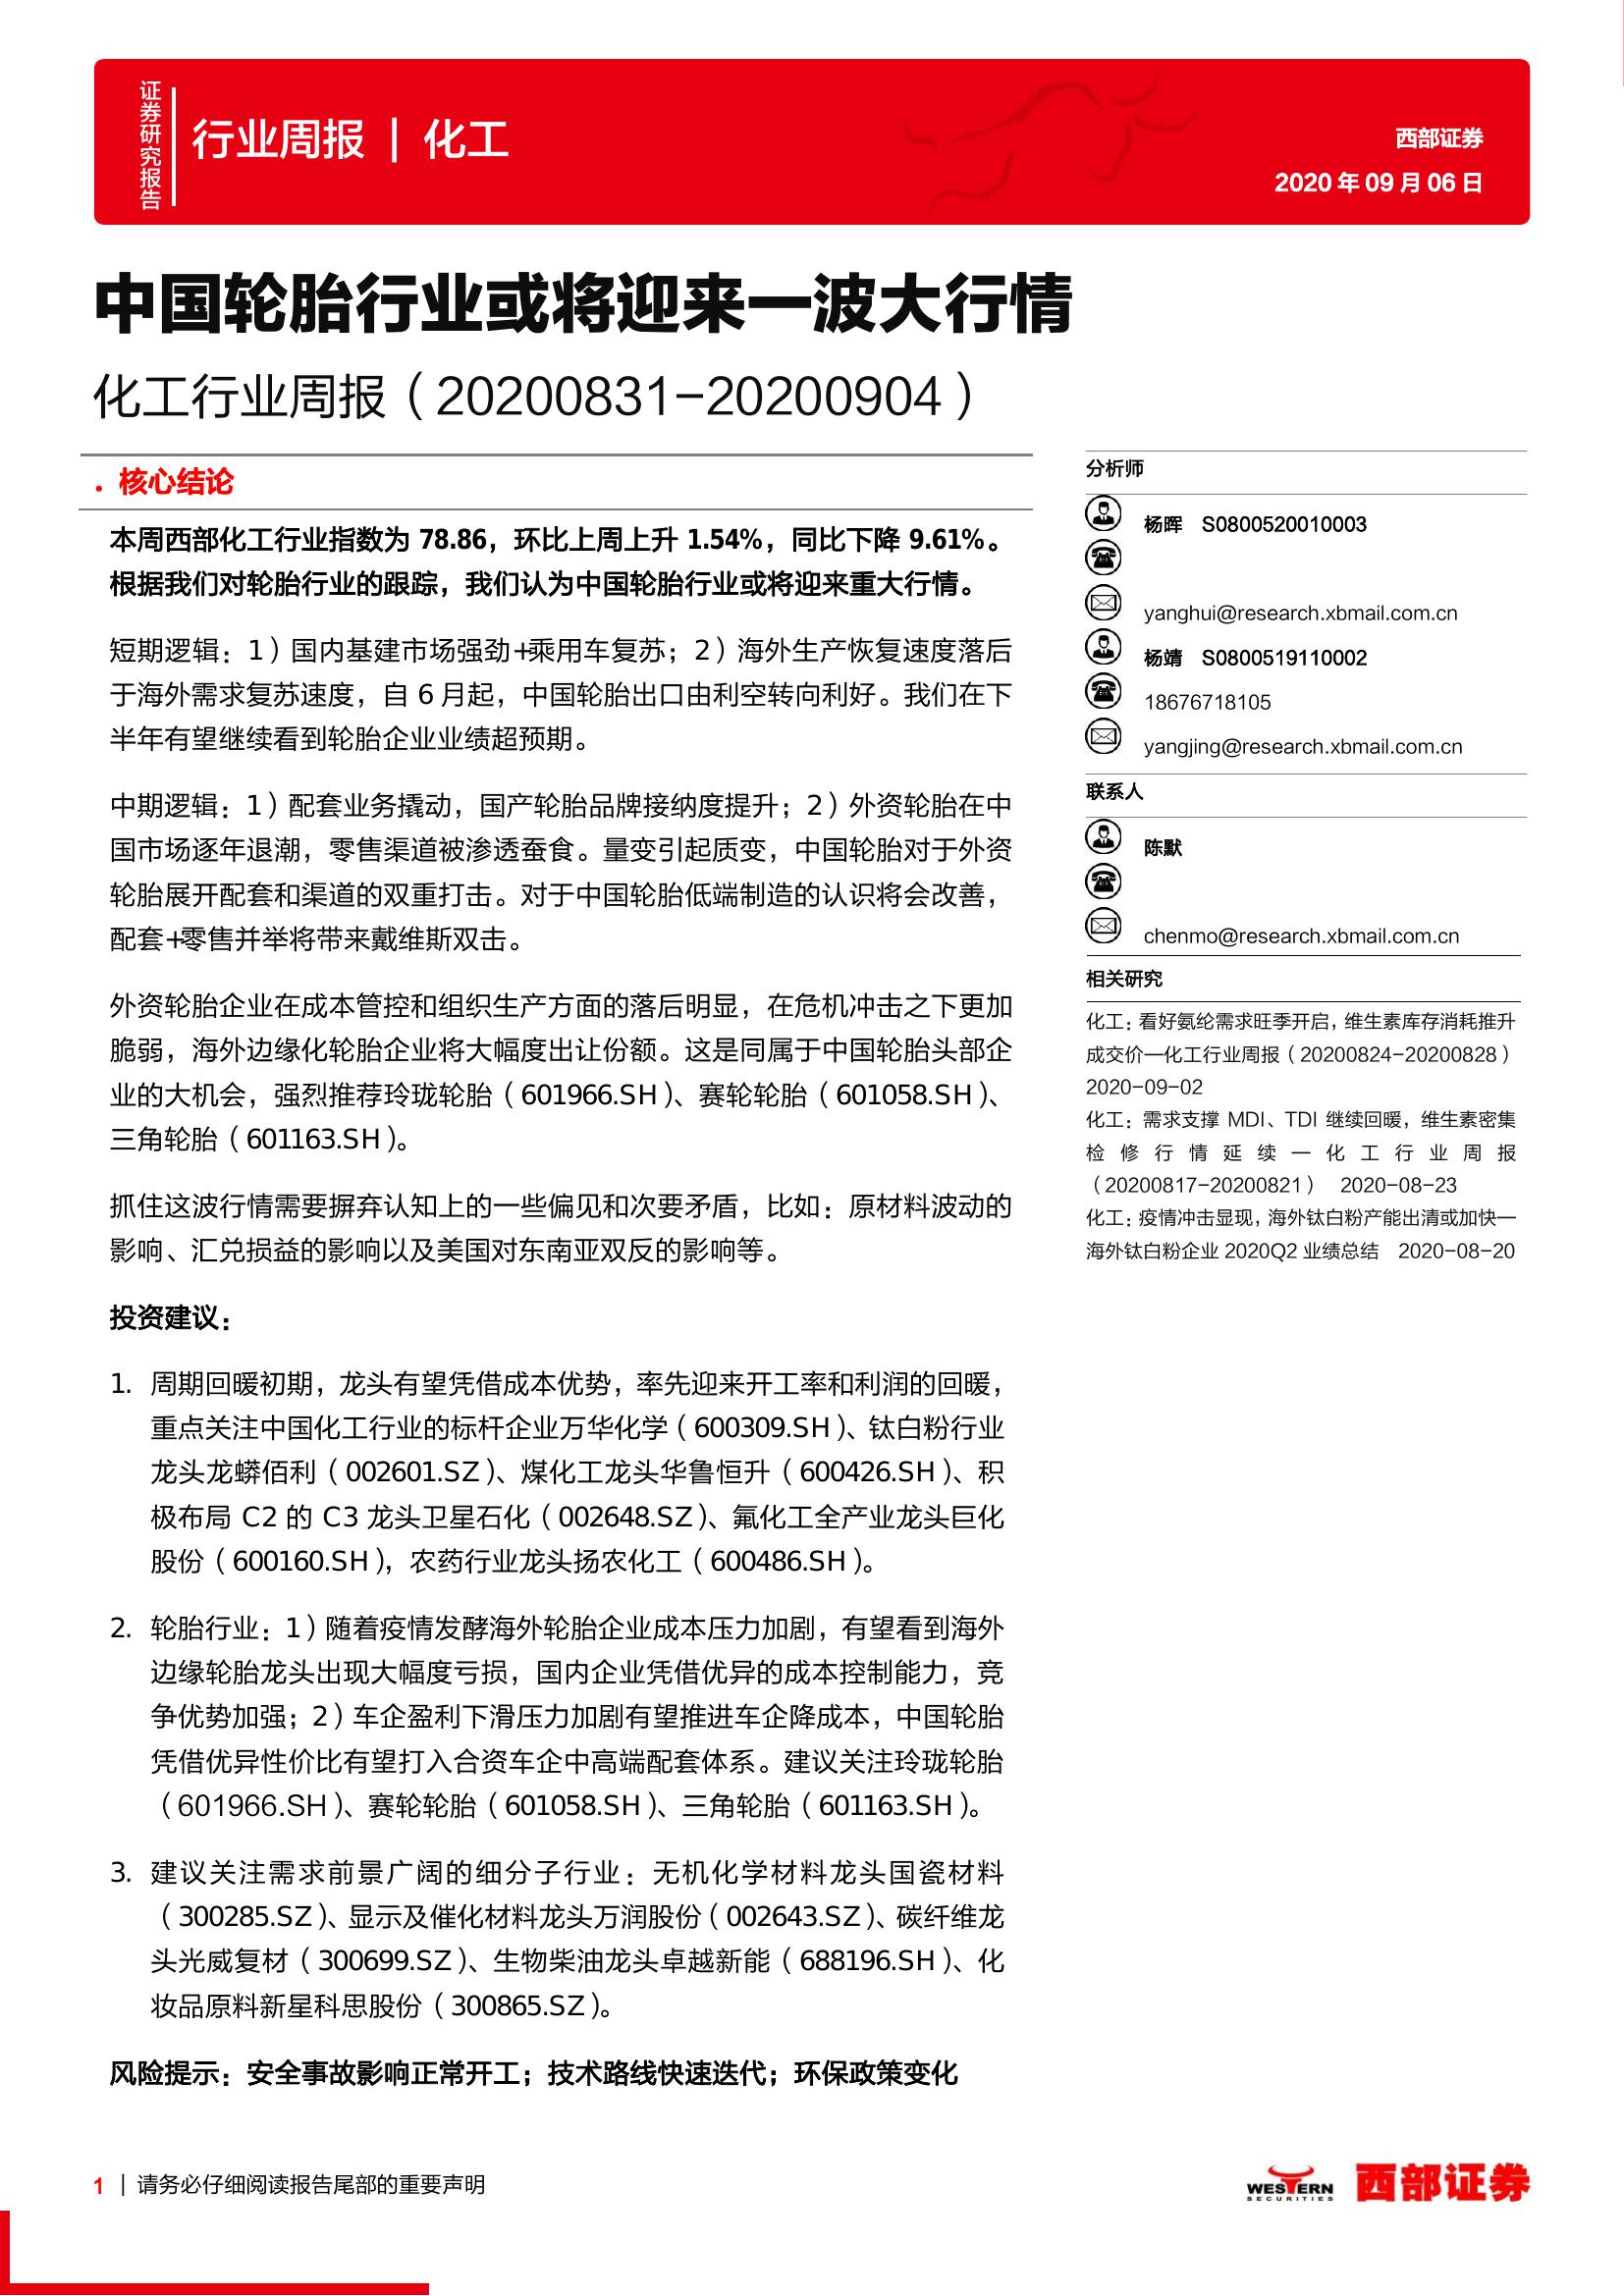 证券研究报告
行业周报 | 化工
西部证券
2020 年 09 月 06 日
中国轮胎行业或将迎来一波大行情
化工行业周报（20200831-20200904）
• 核心结论
本周西部化工行业指数为 78.86，环比上周上升 1.54%，同比下降 9.61%。
根据我们对轮胎行业的跟踪，我们认为中国轮胎行业或将迎来重大行情。
短期逻辑：1）国内基建市场强劲+乘用车复苏；2）海外生产恢复速度落后
于海外需求复苏速度，自 6 月起，中国轮胎出口由利空转向利好。我们在下
半年有望继续看到轮胎企业业绩超预期。
中期逻辑：1）配套业务撬动，国产轮胎品牌接纳度提升；2）外资轮胎在中
国市场逐年退潮，零售渠道被渗透蚕食。量变引起质变，中国轮胎对于外资
轮胎展开配套和渠道的双重打击。对于中国轮胎低端制造的认识将会改善，
配套+零售并举将带来戴维斯双击。
外资轮胎企业在成本管控和组织生产方面的落后明显，在危机冲击之下更加
脆弱，海外边缘化轮胎企业将大幅度出让份额。这是同属于中国轮胎头部企
业的大机会，强烈推荐玲珑轮胎（601966.SH）、赛轮轮胎（601058.SH）、
三角轮胎（601163.SH）。
抓住这波行情需要摒弃认知上的一些偏见和次要矛盾，比如：原材料波动的
影响、汇兑损益的影响以及美国对东南亚双反的影响等。
投资建议：
1. 周期回暖初期，龙头有望凭借成本优势，率先迎来开工率和利润的回暖，
重点关注中国化工行业的标杆企业万华化学（600309.SH）、钛白粉行业
龙头龙蟒佰利（002601.SZ）、煤化工龙头华鲁恒升（600426.SH）、积
极布局 C2 的 C3 龙头卫星石化（002648.SZ）、氟化工全产业龙头巨化
股份（600160.SH），农药行业龙头扬农化工（600486.SH）。
2. 轮胎行业：1）随着疫情发酵海外轮胎企业成本压力加剧，有望看到海外
边缘轮胎龙头出现大幅度亏损，国内企业凭借优异的成本控制能力，竞
争优势加强；2）车企盈利下滑压力加剧有望推进车企降成本，中国轮胎
凭借优异性价比有望打入合资车企中高端配套体系。建议关注玲珑轮胎
（601966.SH）、赛轮轮胎（601058.SH）、三角轮胎（601163.SH）。
3. 建议关注需求前景广阔的细分子行业：无机化学材料龙头国瓷材料
（300285.SZ）、显示及催化材料龙头万润股份（002643.SZ）、碳纤维龙
头光威复材（300699.SZ）、生物柴油龙头卓越新能（688196.SH）、化
妆品原料新星科思股份（300865.SZ）。
风险提示：安全事故影响正常开工；技术路线快速迭代；环保政策变化
分析师
杨晖 S0800520010003
yanghui@research.xbmail.com.cn
杨靖 S0800519110002
18676718105
yangjing@research.xbmail.com.cn
联系人
陈默
chenmo@research.xbmail.com.cn
相关研究
化工：看好氨纶需求旺季开启，维生素库存消耗推升
成交价—化工行业周报（20200824-20200828）
2020-09-02
化工：需求支撑 MDI、TDI 继续回暖，维生素密集
检修行情延续—化工行业周报
（20200817-20200821） 2020-08-23
化工：疫情冲击显现，海外钛白粉产能出清或加快—
海外钛白粉企业 2020Q2 业绩总结 2020-08-20
1 | 请务必仔细阅读报告尾部的重要声明
WESTERN
SECURITIES
西部证券